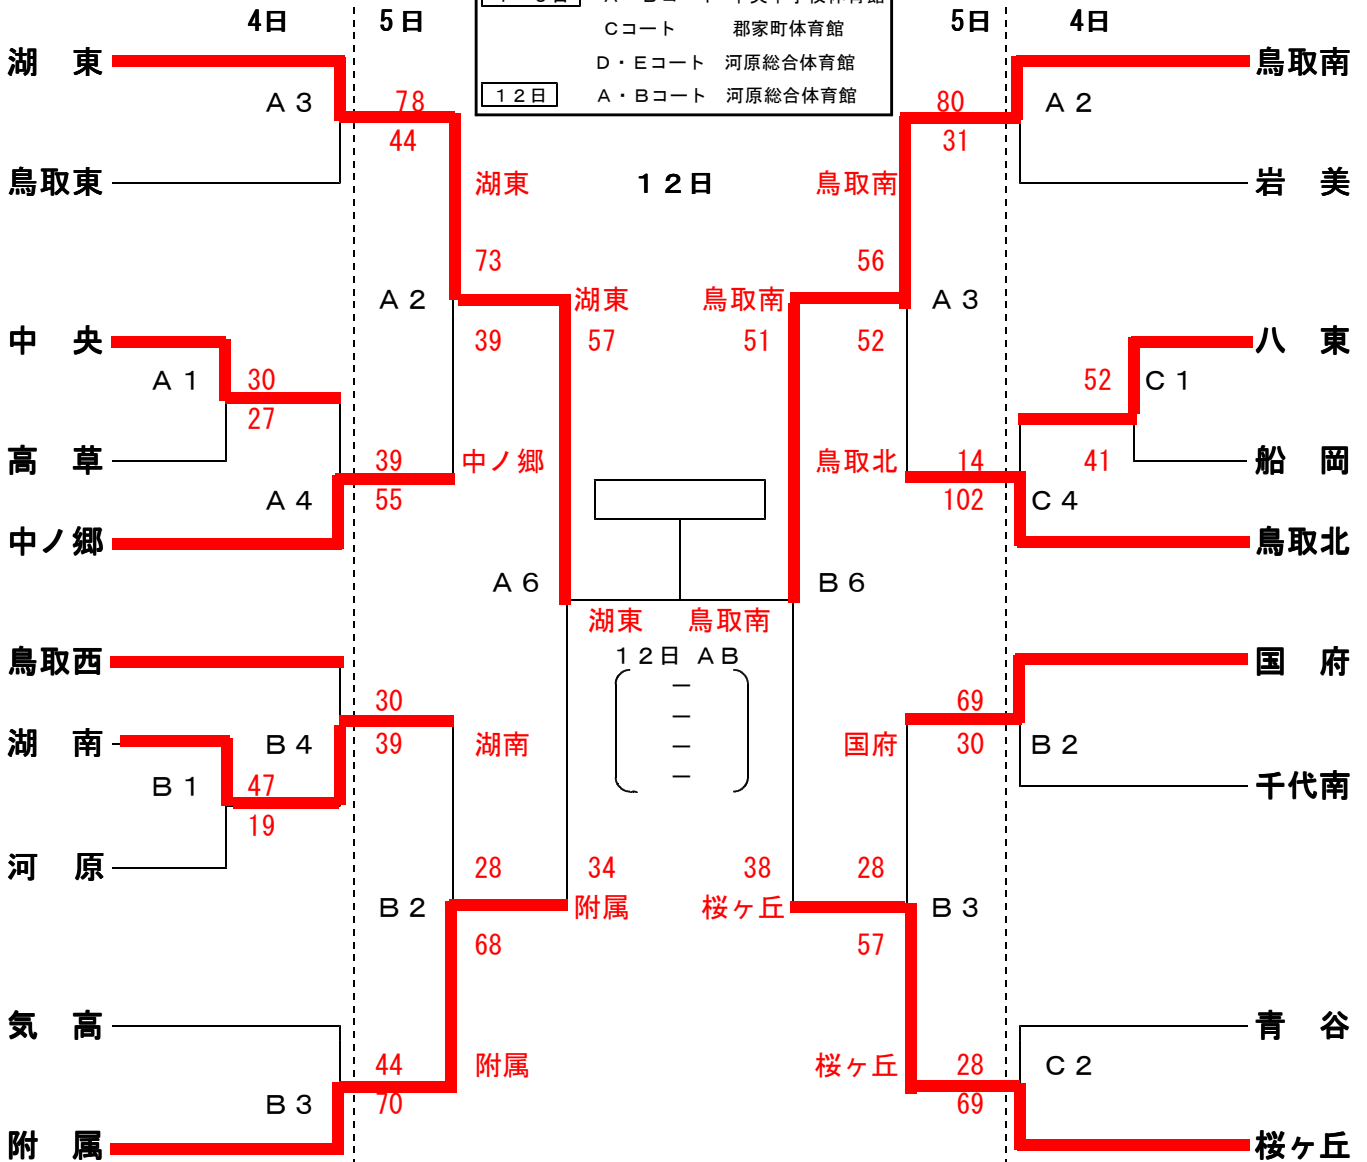 4日 5日 5日 4日
Cコート 郡家町体育館
D・Eコート 河原総合体育館
12日 A・Bコート 河原総合体育館
湖 東 鳥取南
A3 78 80 A2
44 31
鳥取東 湖東 12日 鳥取南 岩 美
73 56
A2 湖東 鳥取南 A3
中 央 39 57 51 52 八 東
A1 30 52 C1
27
高 草 39 中ノ郷 鳥取北 14 41 船 岡
A4 55 102 C4
中ノ郷 鳥取北
A6 B6
湖東 鳥取南
鳥取西 12日 AB 国 府
30 ー 69
湖 南 B4 39 湖南 ー 国府 30 B2
B1 47 ー 千代南
19
河 原 28 34 38 28
B2 附属 桜ヶ丘 B3
68 57
気 高 青 谷
44 附属 桜ヶ丘 28 C2
B3 70 69
附 属 桜ヶ丘